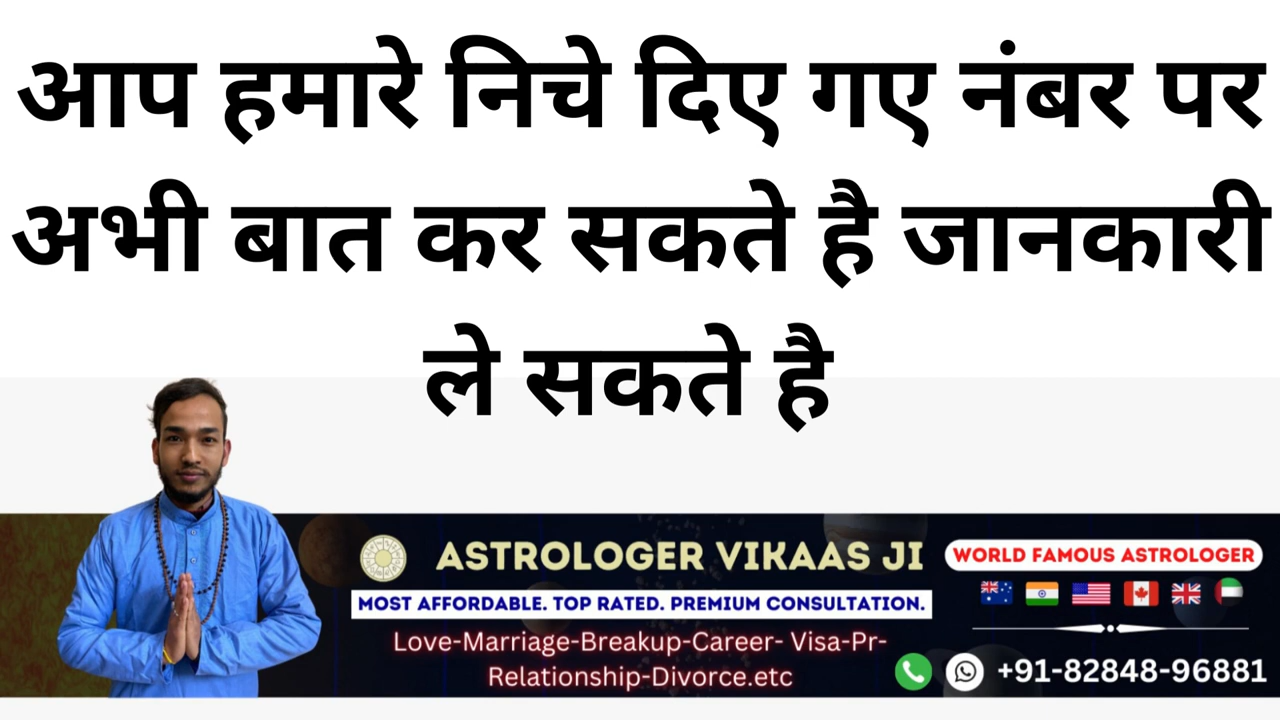 आप हमारे निचे दिए गए नंबर पर
अभी बात कर सकते है जानकारी
ले सकते है
ASTROLOGER VIKAAS JI
WORLD FAMOUS ASTROLOGER
MOST AFFORDABLE. TOP RATED. PREMIUM CONSULTATION.
Love-Marriage-Breakup-Career- Visa-Pr-
Relationship-Divorce.etc
+91-82848-96881